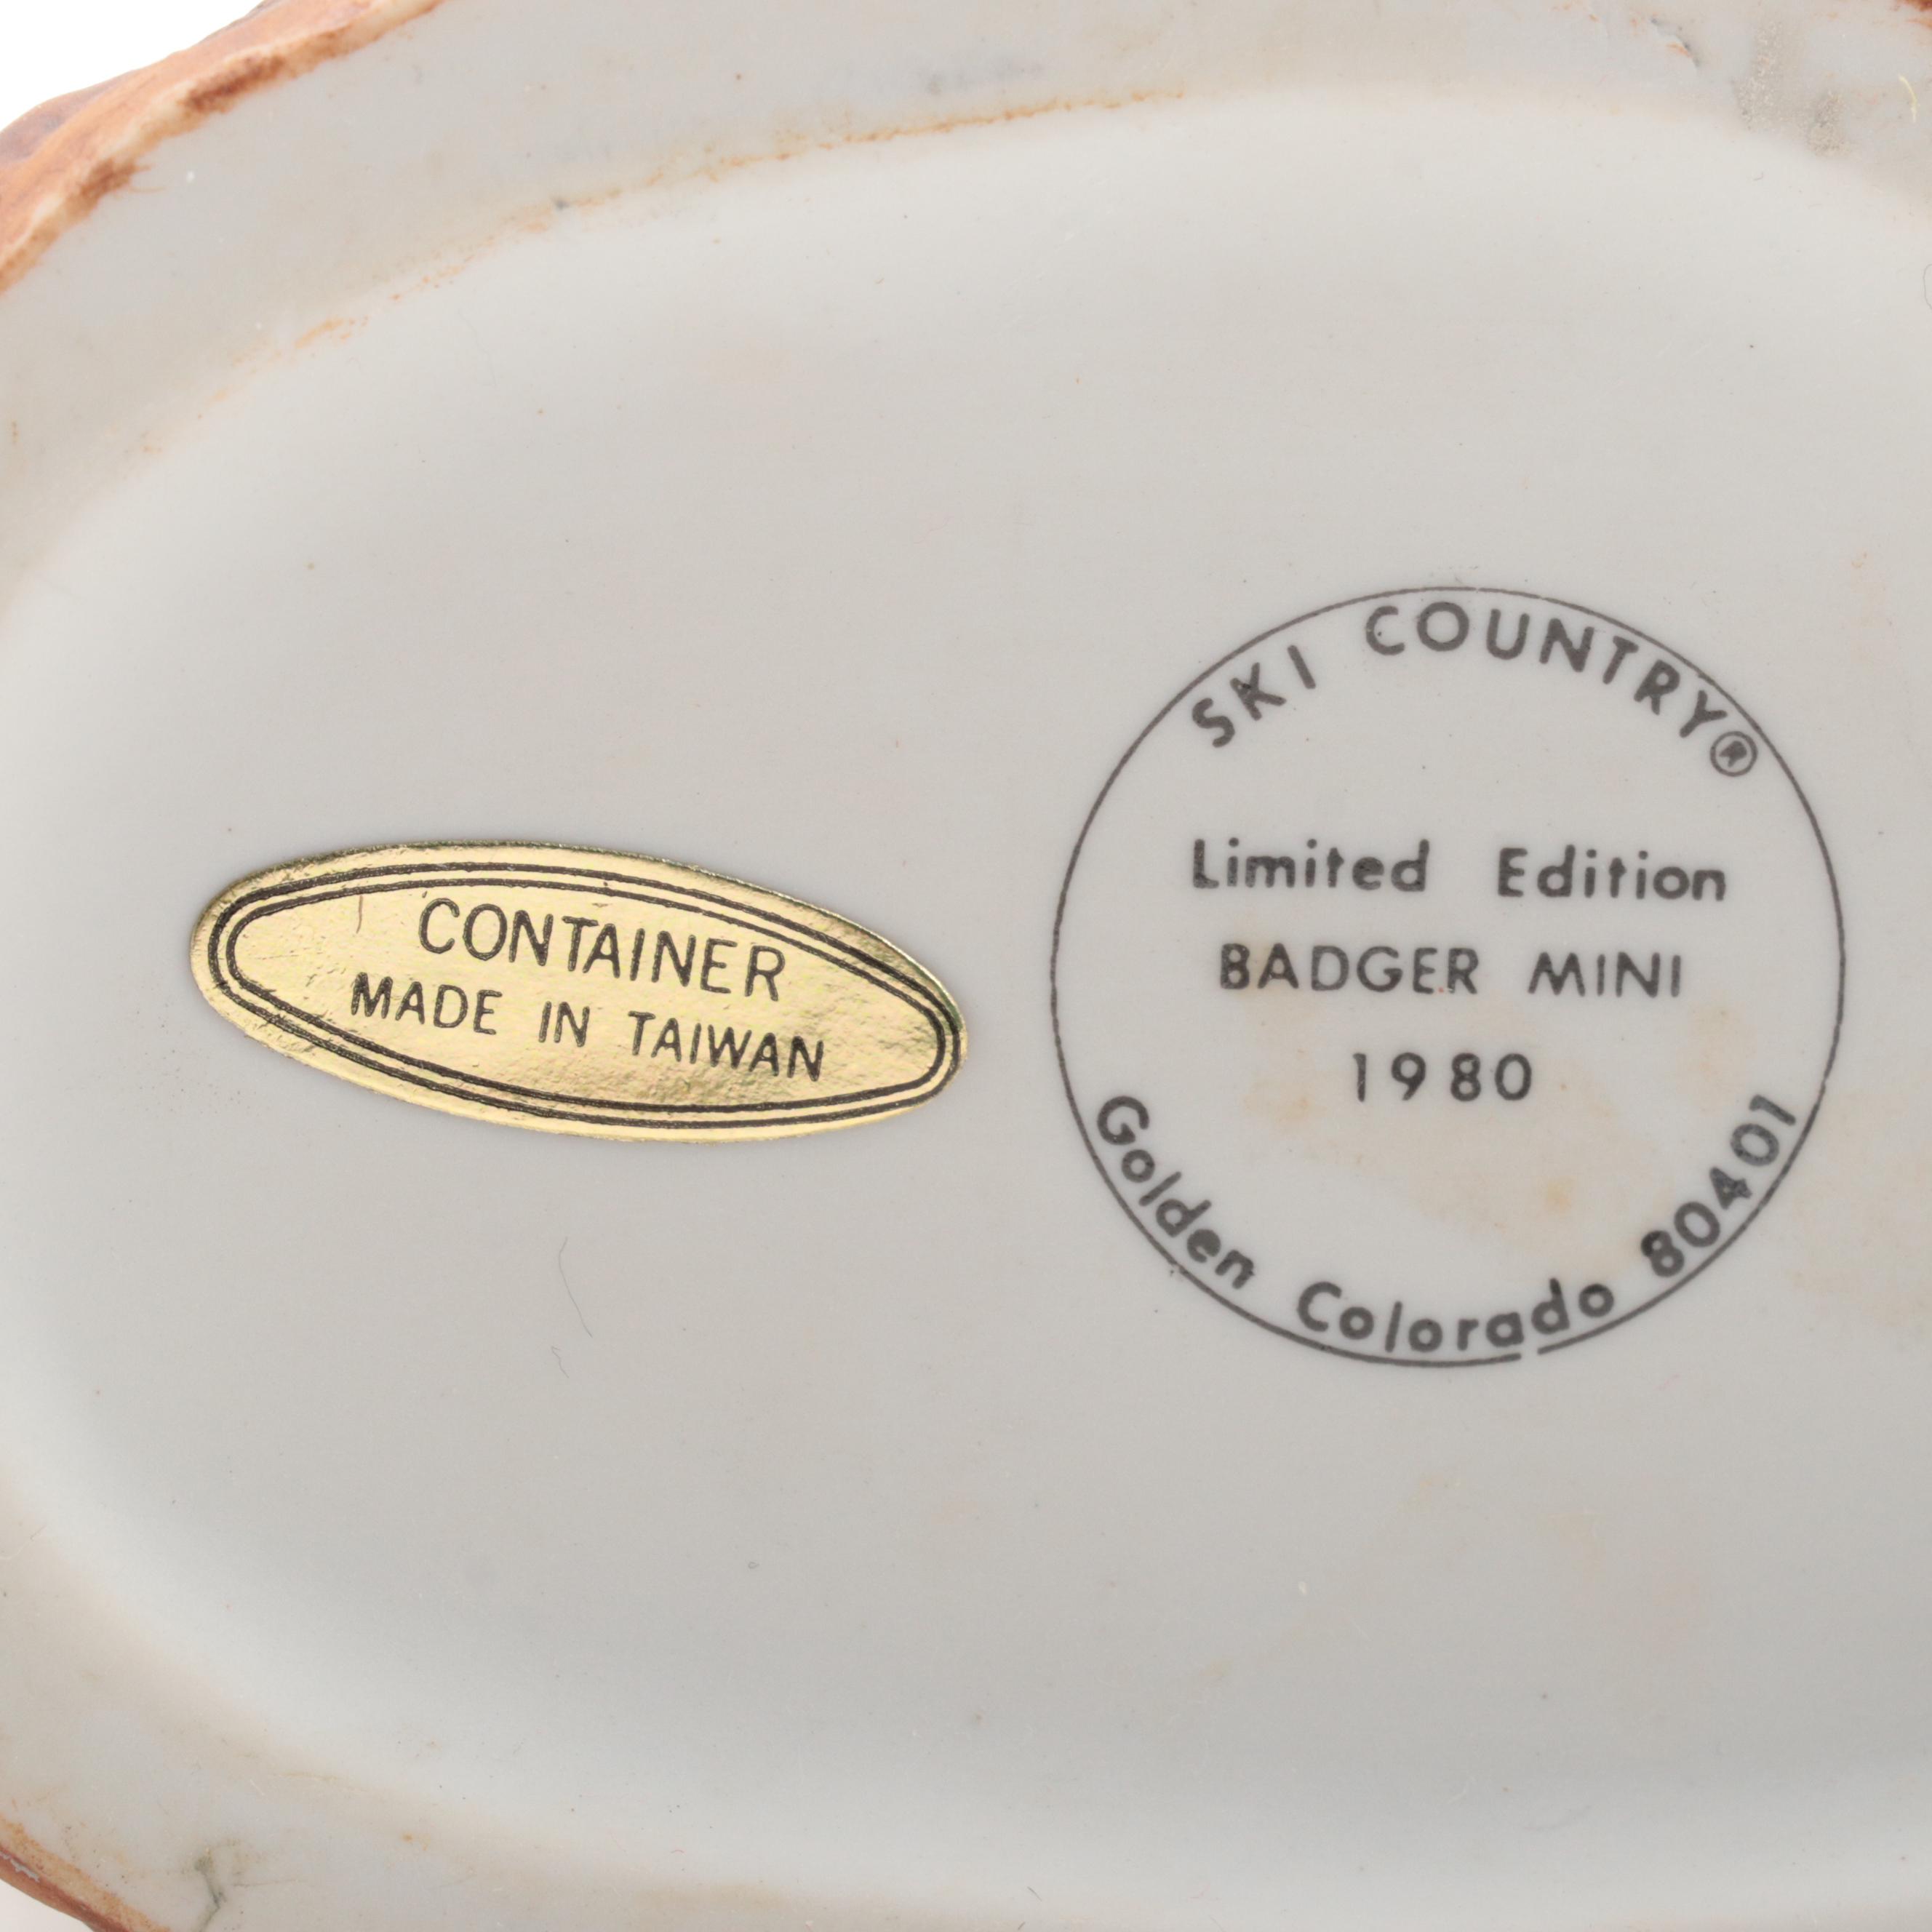 CONTAINER
MADE IN TAIWAN
SKI COUNTRY®
Limited Edition
BADGER MINI
1980
Golden Colorado 80401